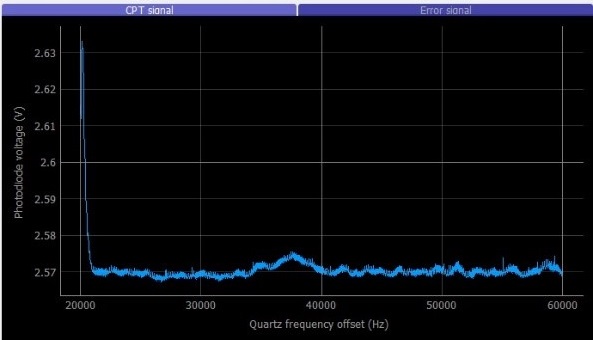 CPT signal
Error signal
2.63
2.62
2.61
2.6
2.59
2.58
2.57
Photodiode voltage (V)
20000 30000 40000 50000 60000
Quartz frequency offset (Hz)